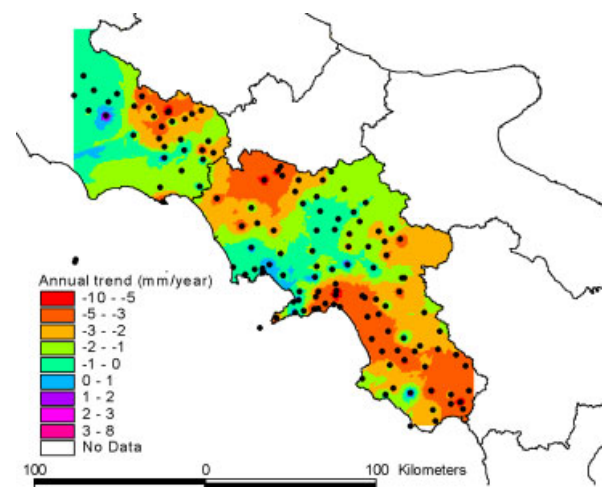 Annual trend (mm/year)
-10 - -5
-5 - -3
-3 - -2
-2 - -1
-1 - 0
0 - 1
1 - 2
2 - 3
3 - 8
No Data
100 0 100 Kilometers